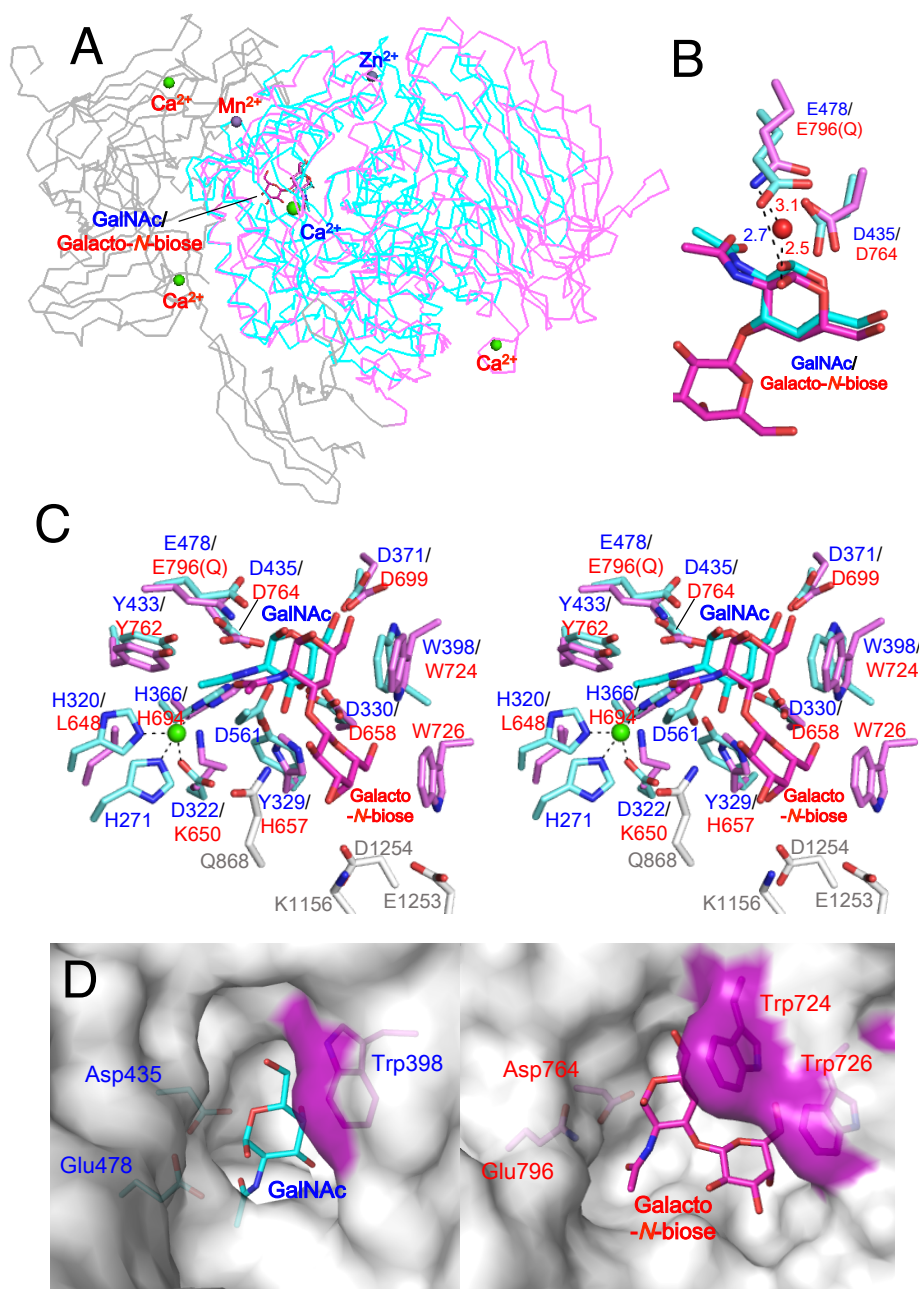 A
Zn²⁺
Ca²⁺
Mn²⁺
GalNAc/
Galacto-N-biose
Ca²⁺
Ca²⁺
Ca²⁺
B
E478/
E796(Q)
3.1
2.7
2.5
D435/
D764
GalNAc/
Galacto-N-biose
C
E478/
E796(Q)
D435/
D764
D371/
D699
GalNAc
Y433/
Y762
W398/
W724
H320/
L648
H366/
H694
D561
D330/
D658
W726
H271
D322/
K650
Y329/
H657
Galacto
-N-biose
Q868
D1254
K1156
E1253
E478/
E796(Q)
D435/
D764
D371/
D699
GalNAc
Y433/
Y762
W398/
W724
H320/
L648
H366/
H694
D561
D330/
D658
W726
H271
D322/
K650
Y329/
H657
Galacto
-N-biose
Q868
D1254
K1156
E1253
D
Asp435
Trp398
Glu478
GalNAc
Trp724
Asp764
Trp726
Glu796
Galacto
-N-biose